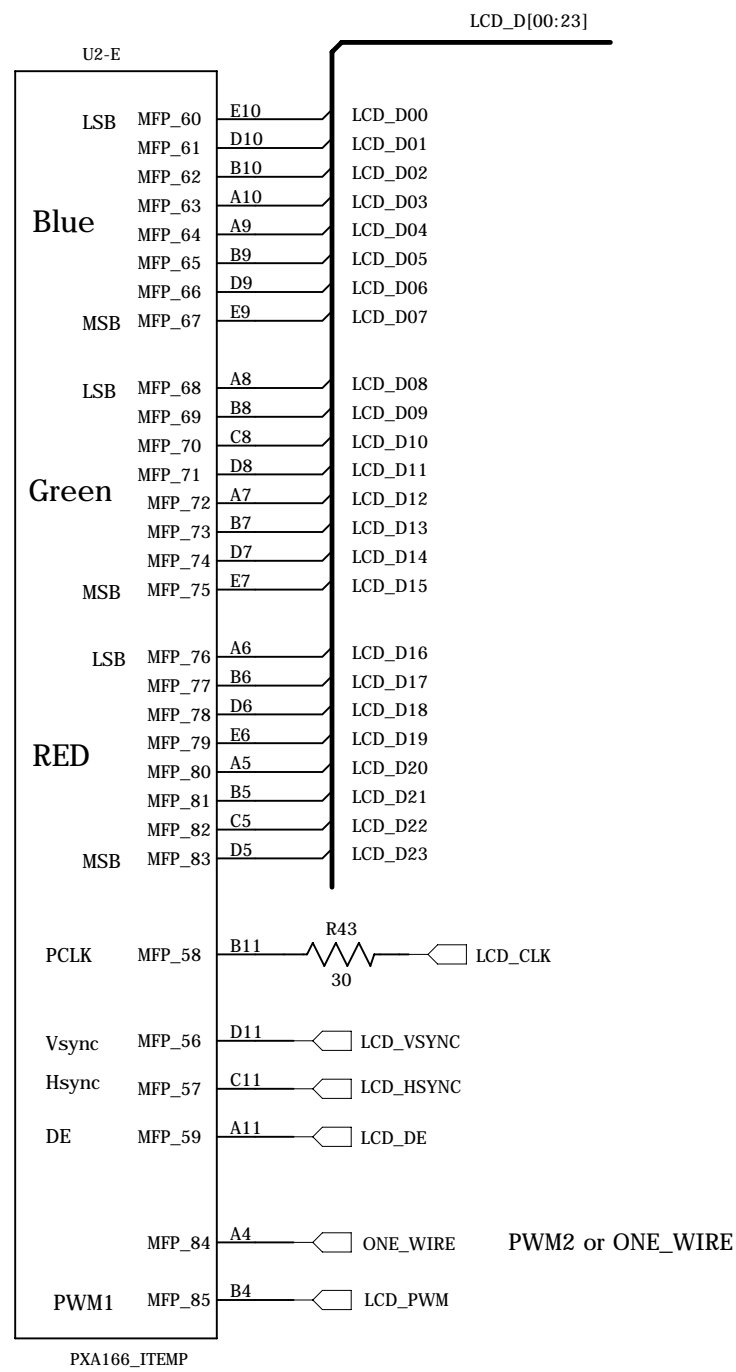 LCD_D[00:23]
U2-E
LSB MFP_60 E10 LCD_D00
MFP_61 D10 LCD_D01
MFP_62 B10 LCD_D02
MFP_63 A10 LCD_D03
Blue
MFP_64 A9 LCD_D04
MFP_65 B9 LCD_D05
MFP_66 D9 LCD_D06
MSB MFP_67 E9 LCD_D07
LSB MFP_68 A8 LCD_D08
MFP_69 B8 LCD_D09
MFP_70 C8 LCD_D10
MFP_71 D8 LCD_D11
Green
MFP_72 A7 LCD_D12
MFP_73 B7 LCD_D13
MFP_74 D7 LCD_D14
MSB MFP_75 E7 LCD_D15
LSB MFP_76 A6 LCD_D16
MFP_77 B6 LCD_D17
MFP_78 D6 LCD_D18
MFP_79 E6 LCD_D19
RED
MFP_80 A5 LCD_D20
MFP_81 B5 LCD_D21
MFP_82 C5 LCD_D22
MSB MFP_83 D5 LCD_D23
R43
PCLK MFP_58 B11 LCD_CLK
30
Vsync MFP_56 D11 LCD_VSYNC
Hsync MFP_57 C11 LCD_HSYNC
DE MFP_59 A11 LCD_DE
MFP_84 A4 ONE_WIRE PWM2 or ONE_WIRE
PWM1 MFP_85 B4 LCD_PWM
PXA166_ITEMP